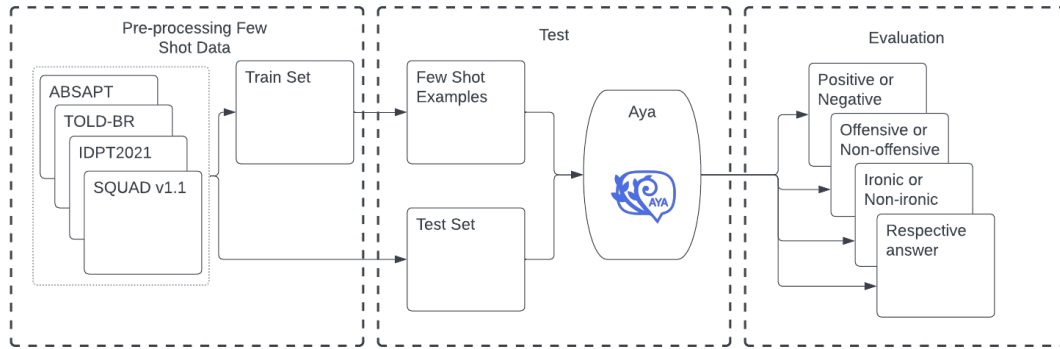 Pre-processing Few
Shot Data
ABSAPT
TOLD-BR
IDPT2021
SQUAD v1.1
Train Set
Test
Few Shot
Examples
Test Set
Aya
AYA
Evaluation
Positive or
Negative
Offensive or
Non-offensive
Ironic or
Non-ironic
Respective
answer